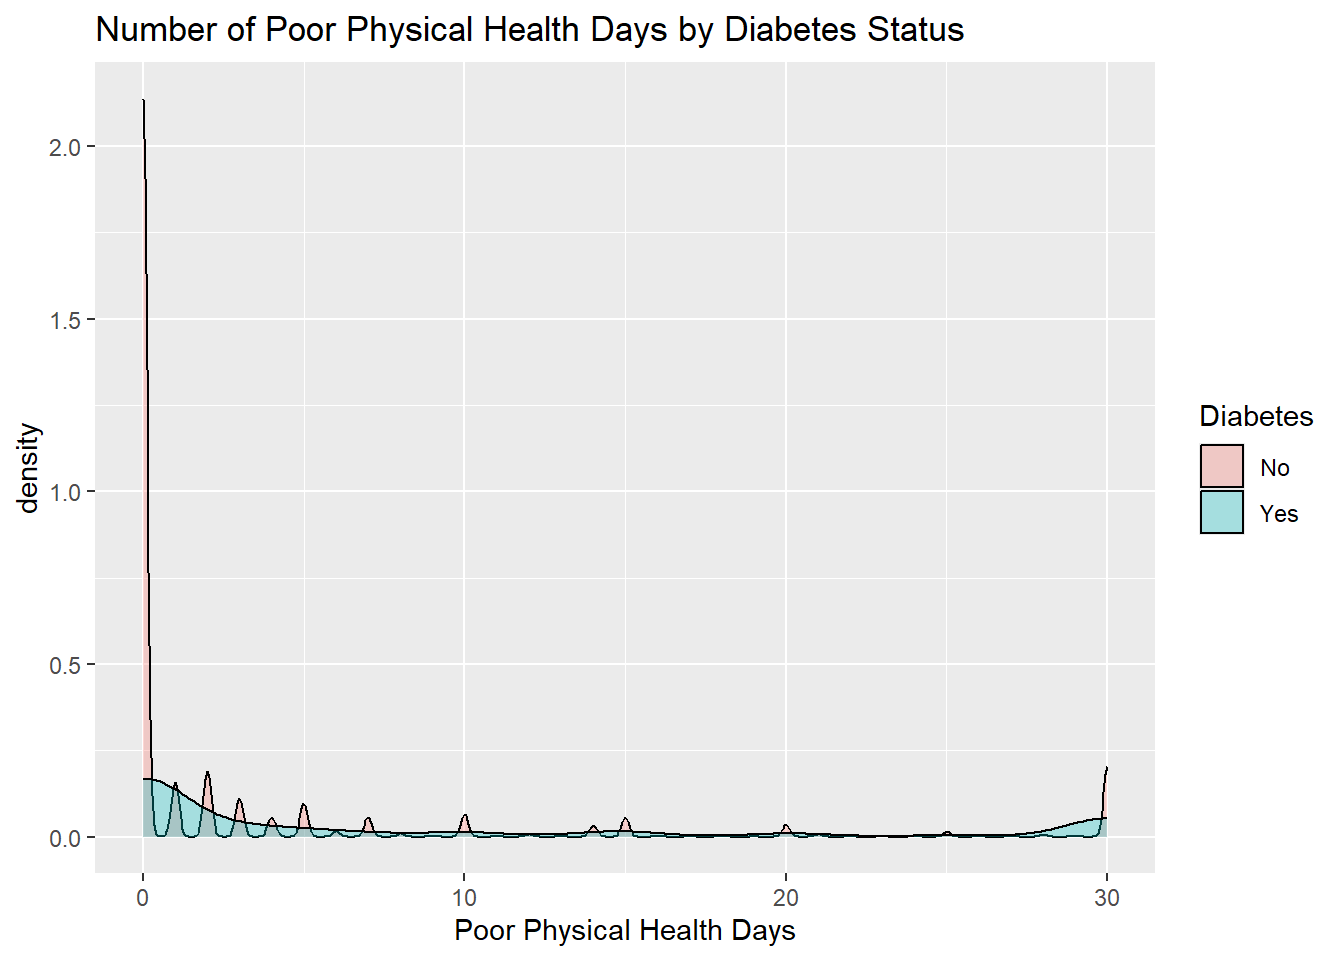 Number of Poor Physical Health Days by Diabetes Status
density
2.0
1.5
1.0
0.5
0.0
0
10
20
30
Poor Physical Health Days
Diabetes
No
Yes